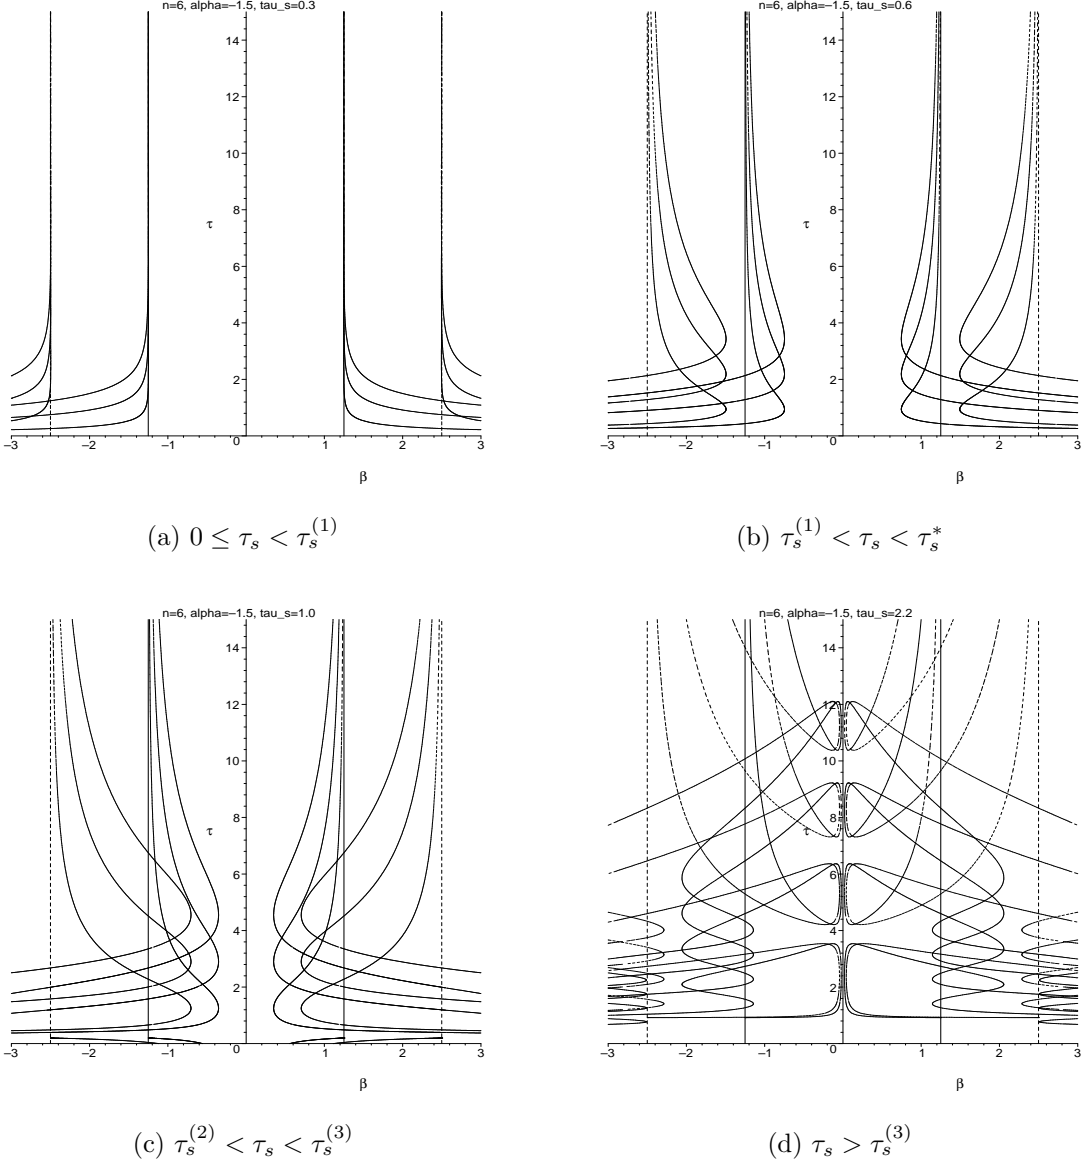 n=6, alpha=–1.5, tau_s=0.3
14
12
10
8
τ
6
4
2
–3 –2 –1 0 1 2 3
β
(a) 0 ≤ τ_s < τ_s^{(1)}
n=6, alpha=–1.5, tau_s=0.6
14
12
10
8
τ
6
4
2
–3 –2 –1 0 1 2 3
β
(b) τ_s^{(1)} < τ_s < τ_s^*
n=6, alpha=–1.5, tau_s=1.0
14
12
10
8
τ
6
4
2
–3 –2 –1 0 1 2 3
β
(c) τ_s^{(2)} < τ_s < τ_s^{(3)}
n=6, alpha=–1.5, tau_s=2.2
14
12
10
8
τ
6
4
2
–3 –2 –1 0 1 2 3
β
(d) τ_s > τ_s^{(3)}